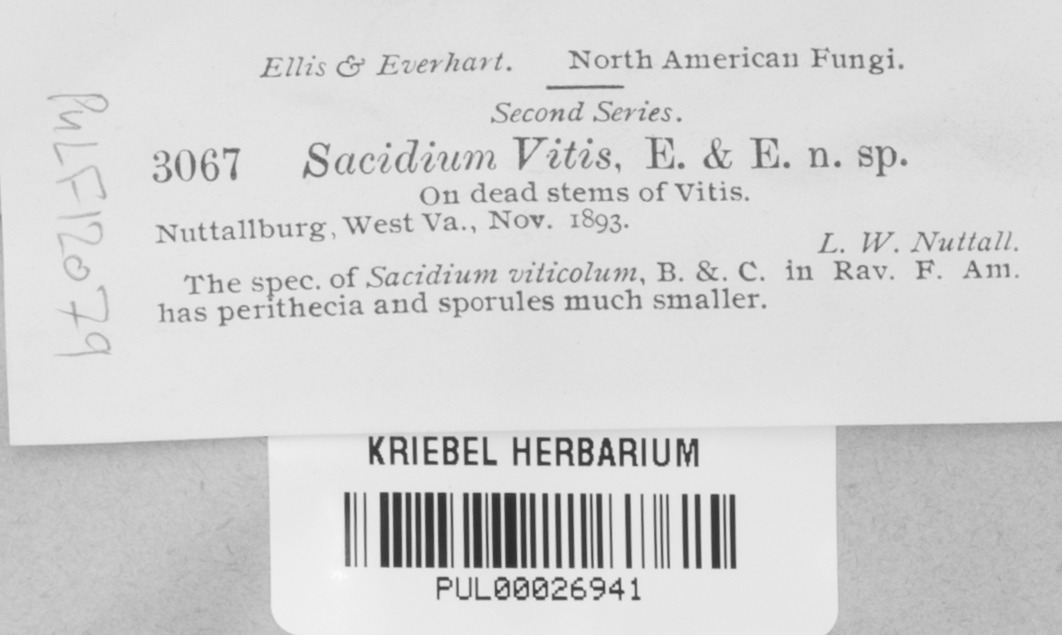 Ellis & Everhart. North American Fungi.
Second Series.
3067 Sacidium Vitis, E. & E. n. sp.
On dead stems of Vitis.
Nuttallburg, West Va., Nov. 1893.
L. W. Nuttall.
The spec. of Sacidium viticolum, B. &. C. in Rav. F. Am.
has perithecia and sporules much smaller.
PULF12079
KRIEBEL HERBARIUM
PUL00026941